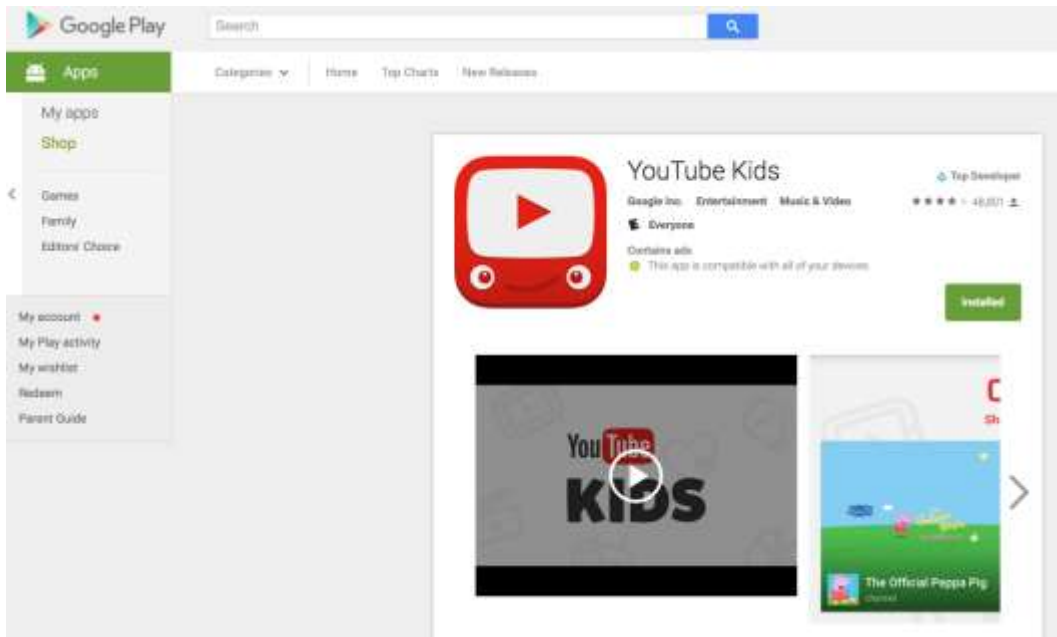 Google Play
Search
Apps
Categories
Home
Top Charts
New Releases
My apps
Shop
Games
Family
Editors' Choice
My account
My Play activity
My wishlist
Redeem
Parent Guide
YouTube Kids
Top Developer
Google Inc. Entertainment Music & Video
Everyone
Contains ads
This app is compatible with all of your devices.
Installed
YouTube
KIDS
Sh
The Official Peppa Pig
channel